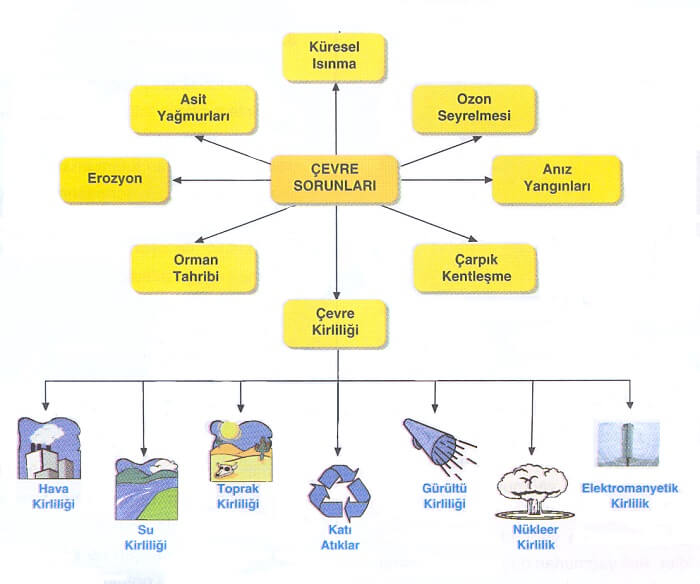 Küresel
Isınma
Asit
Yağmurları
Ozon
Seyrelmesi
Erozyon
ÇEVRE
SORUNLARI
Anız
Yangınları
Orman
Tahribi
Çarpık
Kentleşme
Çevre
Kirliliği
Hava
Kirliliği
Su
Kirliliği
Toprak
Kirliliği
Katı
Atıklar
Gürültü
Kirliliği
Nükleer
Kirlilik
Elektromanyetik
Kirlilik